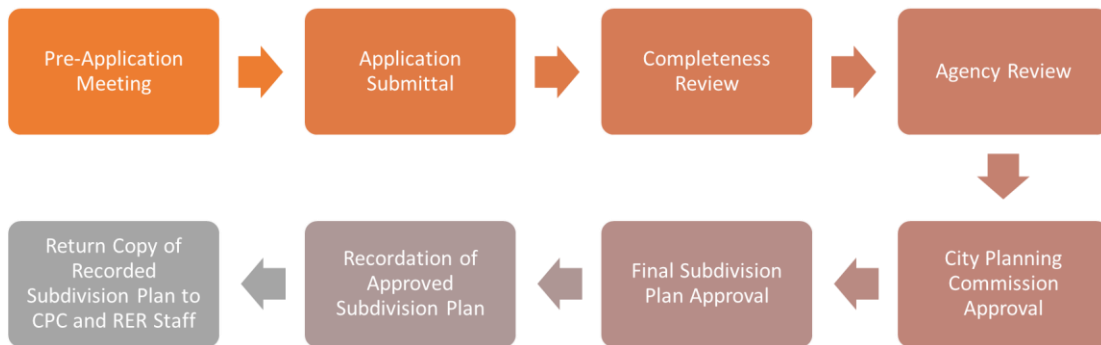 Pre-Application
Meeting
Application
Submittal
Completeness
Review
Agency Review
City Planning
Commission
Approval
Final Subdivision
Plan Approval
Recordation of
Approved
Subdivision Plan
Return Copy of
Recorded
Subdivision Plan to
CPC and RER Staff